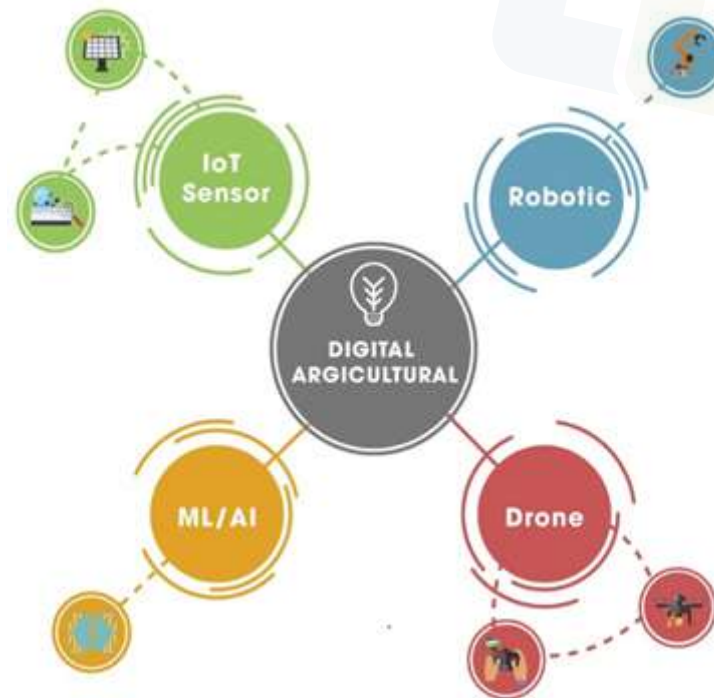 IoT
Sensor
Robotic
DIGITAL
ARGICULTURAL
ML/AI
Drone